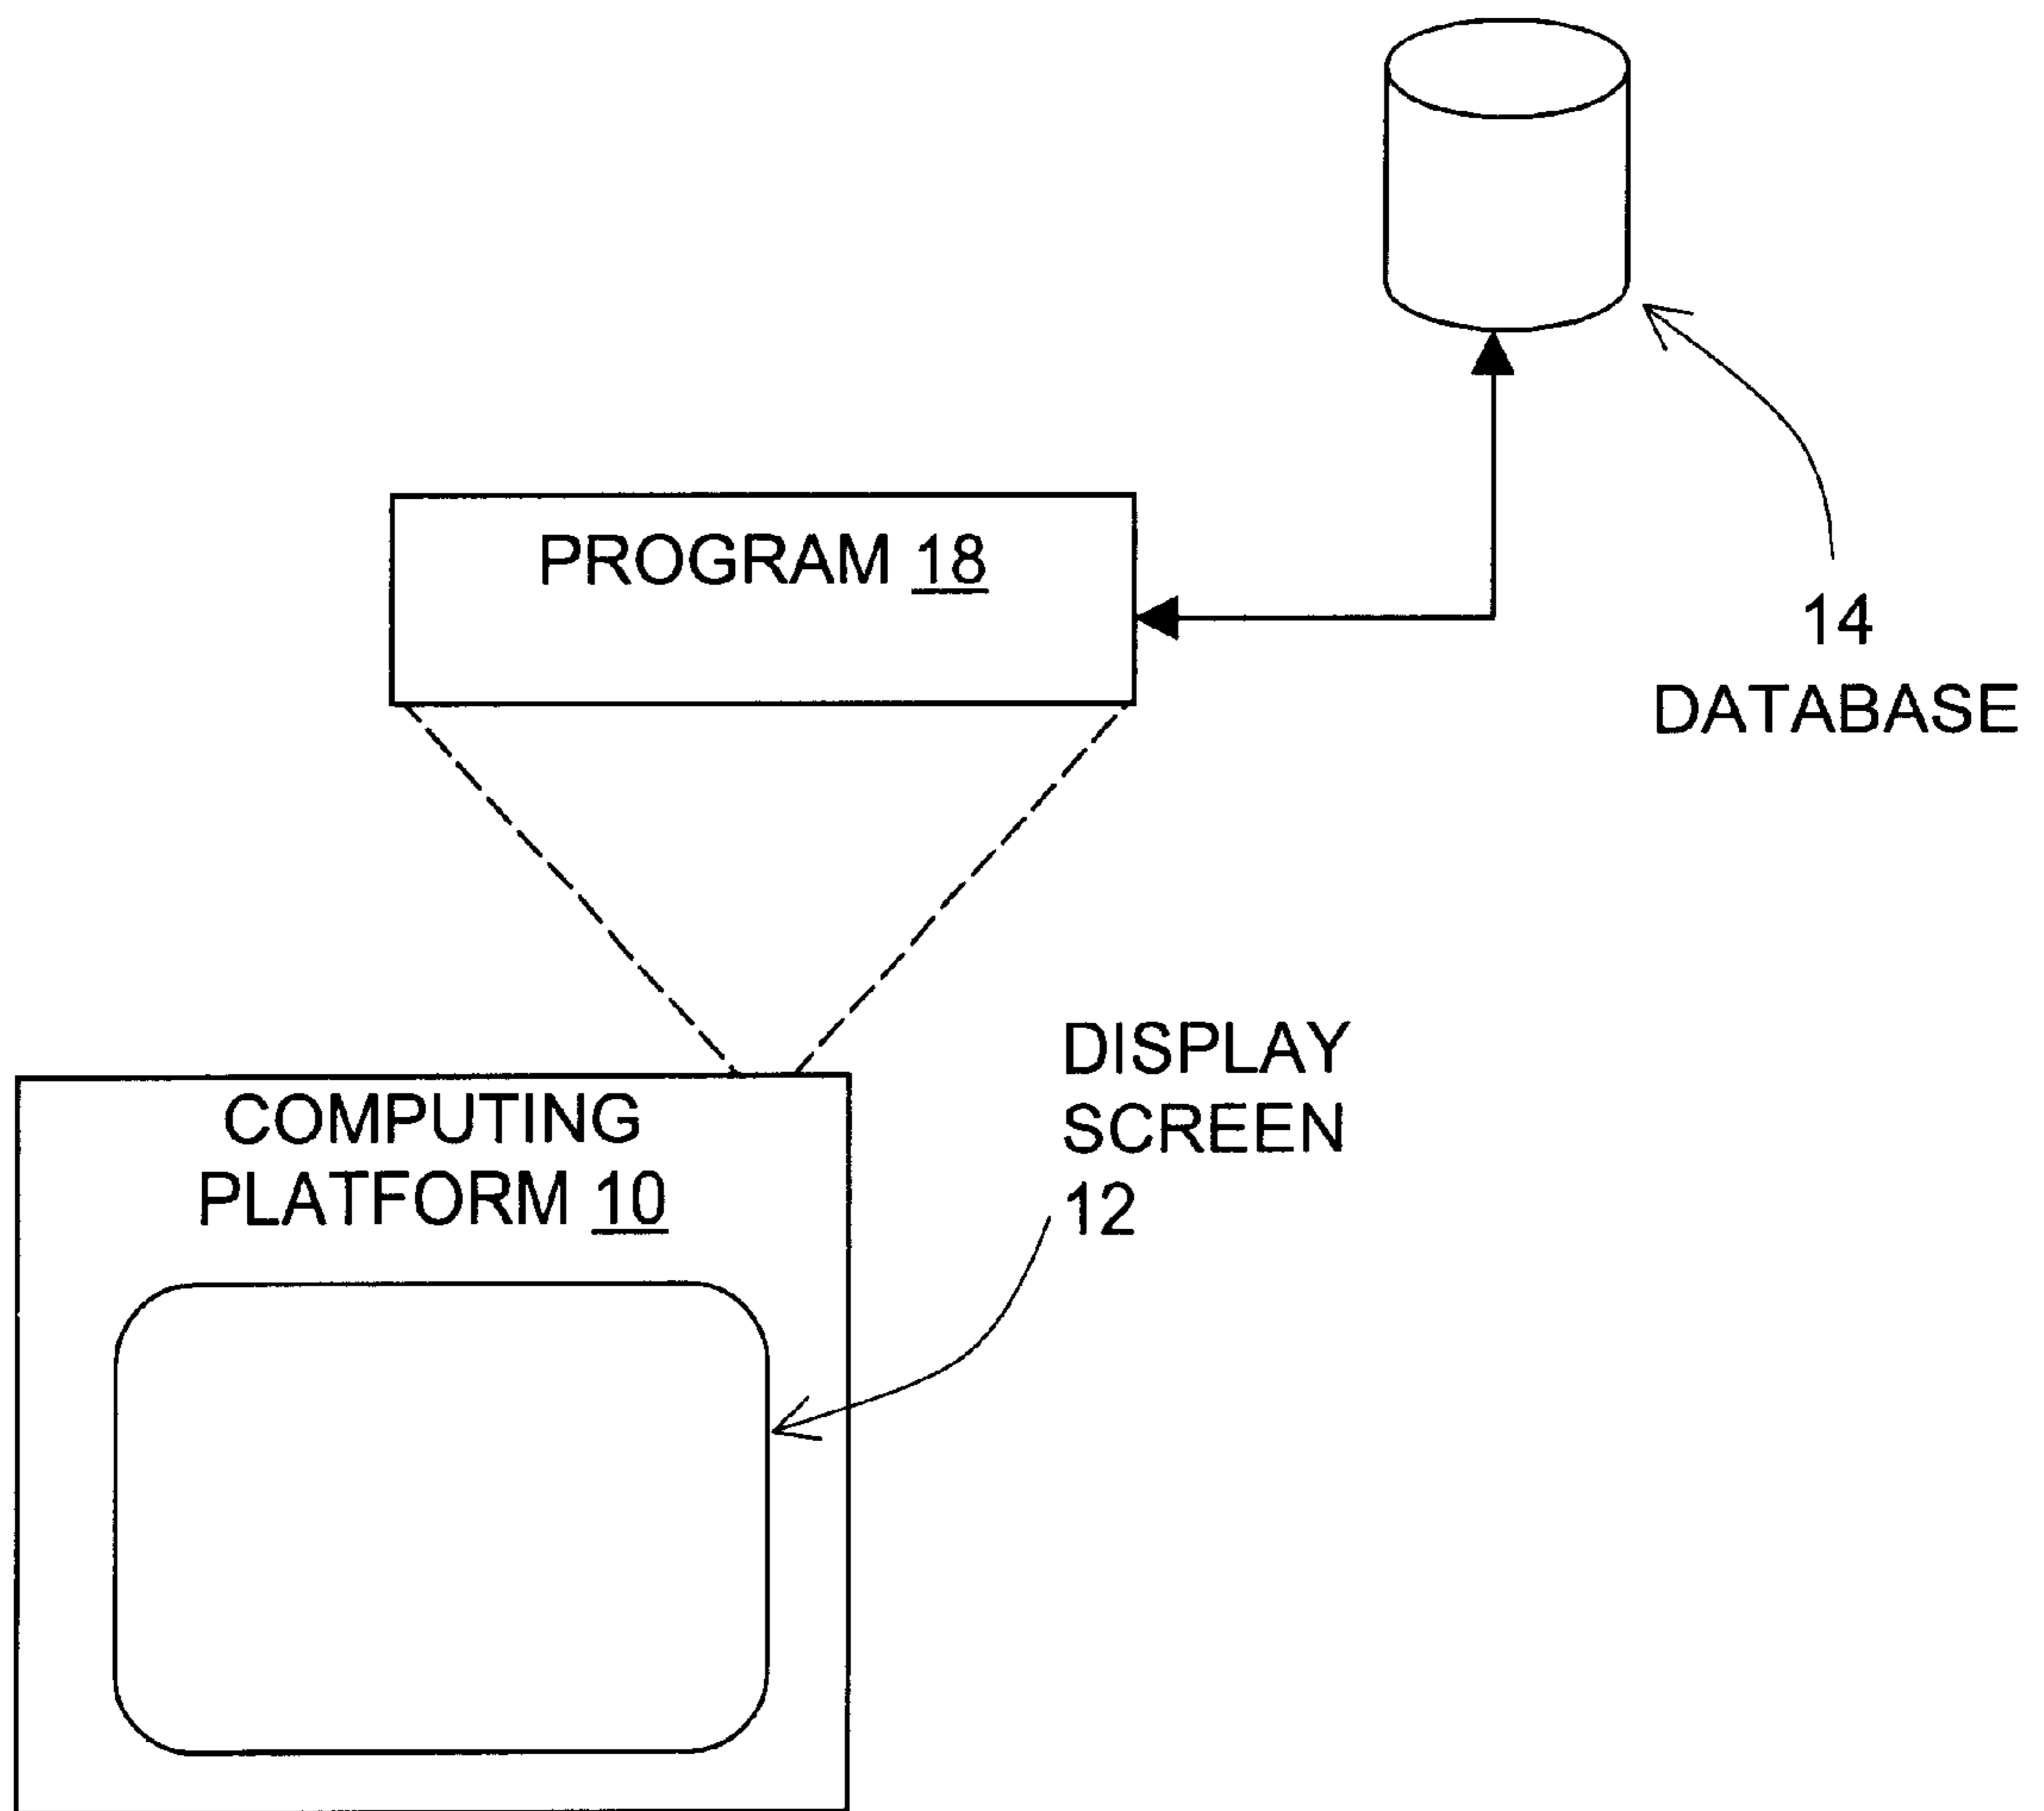 PROGRAM 18
14
DATABASE
DISPLAY
SCREEN
12
COMPUTING
PLATFORM 10